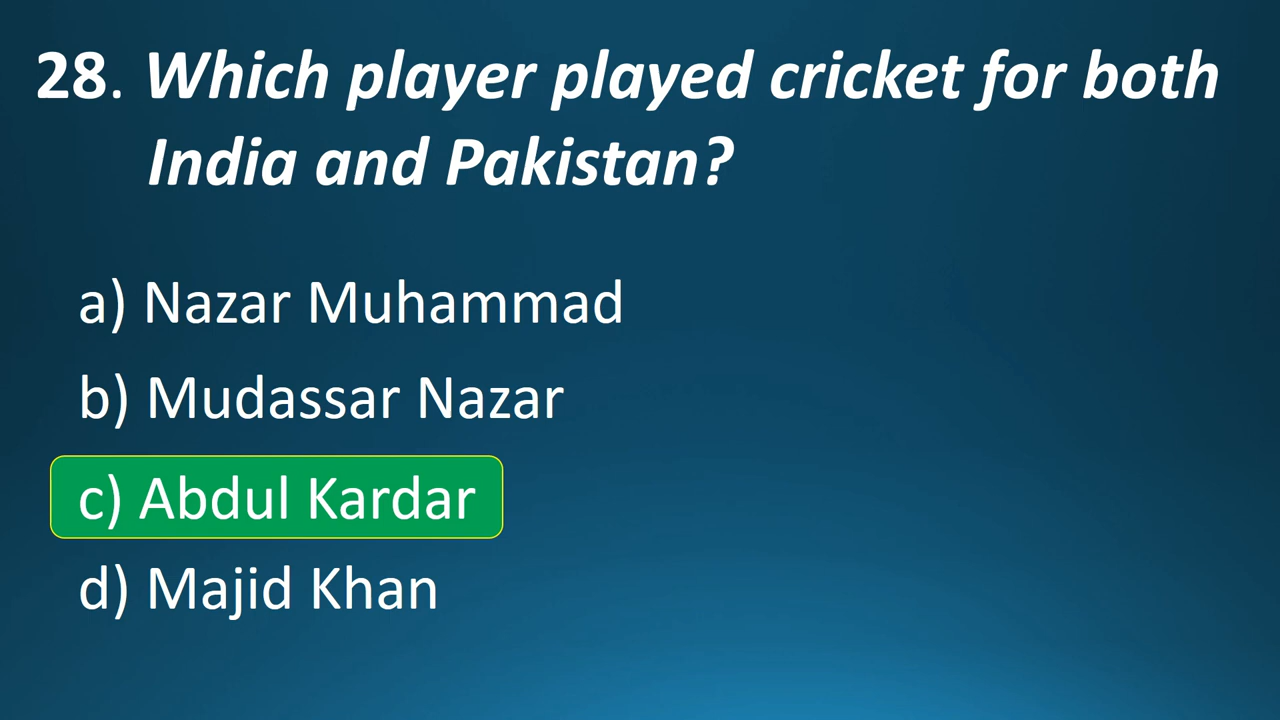 28. Which player played cricket for both
India and Pakistan?
a) Nazar Muhammad
b) Mudassar Nazar
c) Abdul Kardar
d) Majid Khan